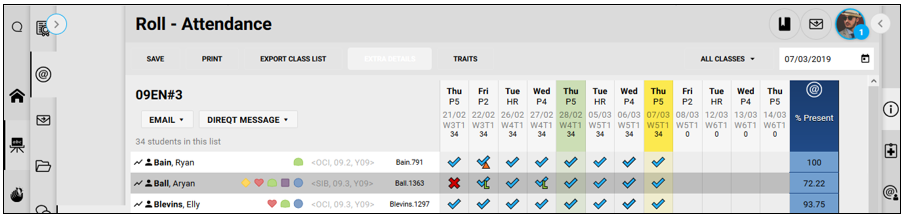 Roll - Attendance
1
SAVE PRINT EXPORT CLASS LIST EXTRA DETAILS TRAITS ALL CLASSES 07/03/2019
09EN#3
EMAIL DIREQT MESSAGE
34 students in this list
Thu Fri Tue Wed Thu Tue Wed Thu Fri Tue Wed Thu @
P5 P2 HR P4 P5 HR P4 P5 P2 HR P4 P5
21/02 22/02 26/02 27/02 28/02 05/03 06/03 07/03 08/03 12/03 13/03 14/03 % Present
W3T1 W3T1 W4T1 W4T1 W4T1 W5T1 W5T1 W5T1 W5T1 W6T1 W6T1 W6T1
34 34 34 34 34 34 34 34 0 0 0 0
Bain, Ryan <OCI, 09.2, Y09> Bain.791 100
Ball, Aryan <SIB, 09.3, Y09> Ball.1363 L L 72.22
Blevins, Elly <OCI, 09.4, Y09> Blevins.1297 93.75